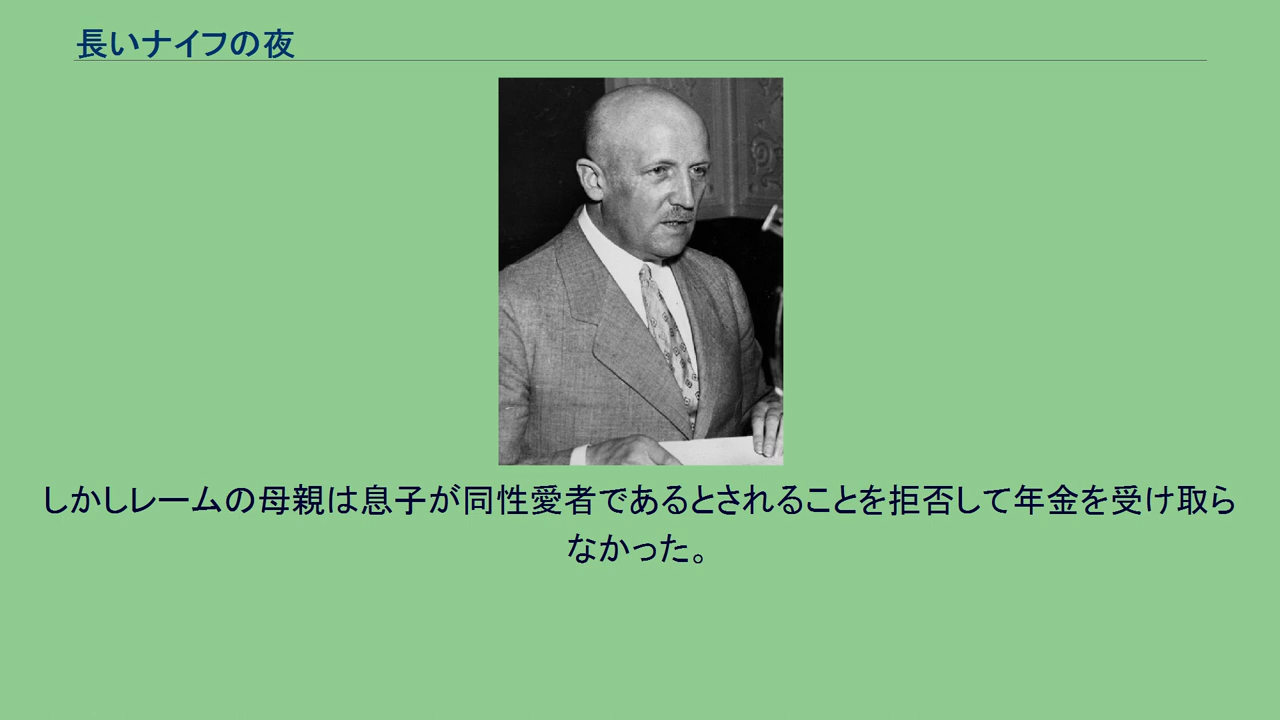 長いナイフの夜
しかしレームの母親は息子が同性愛者であるとされることを拒否して年金を受け取ら
なかった。